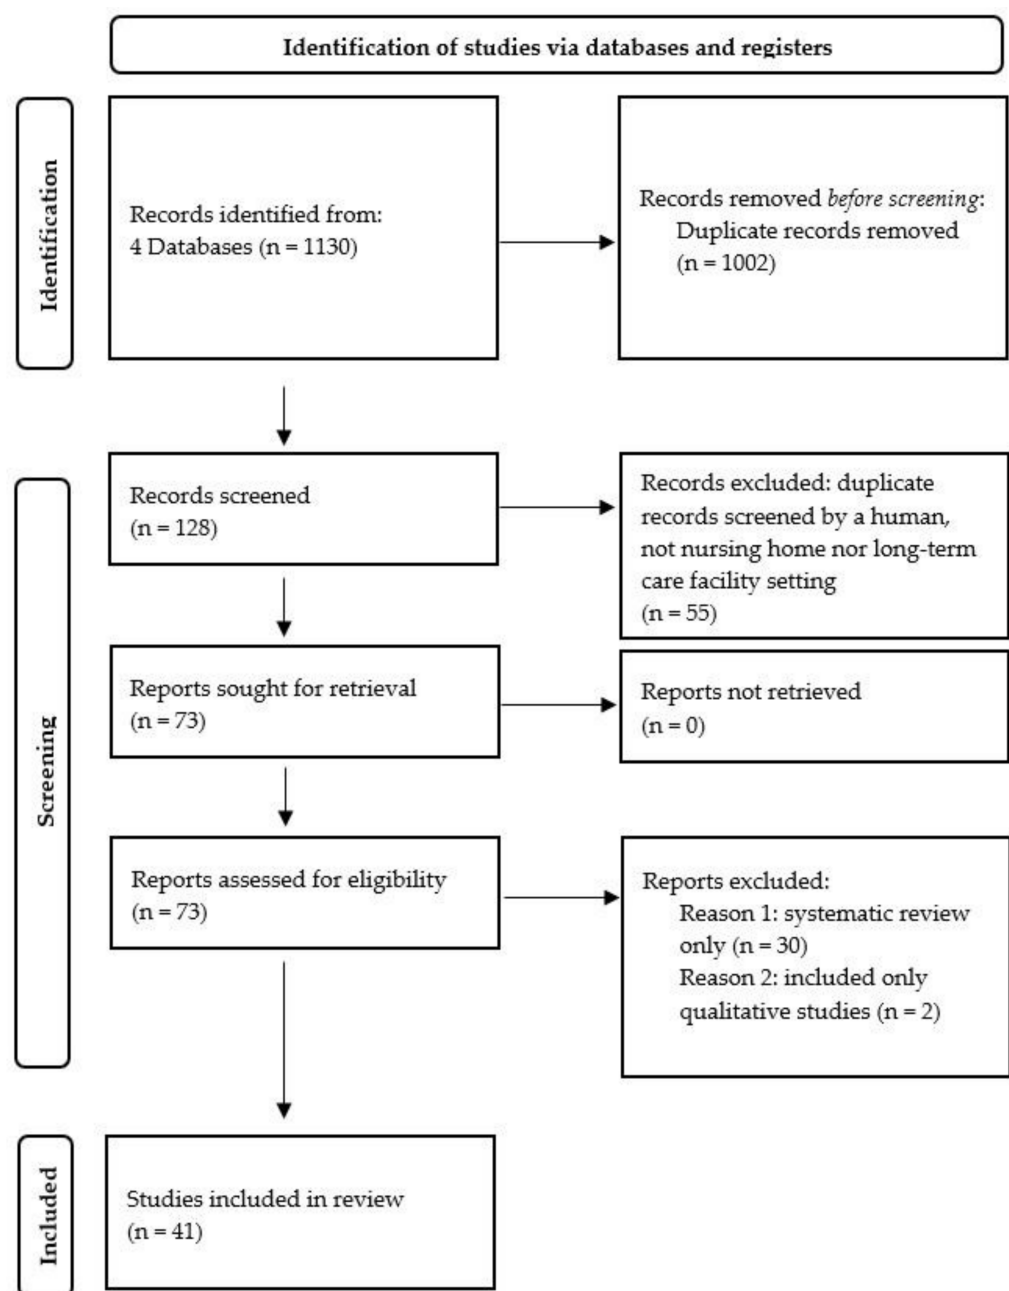 Identification of studies via databases and registers
Identification
Records identified from:
4 Databases (n = 1130)
Records removed before screening:
Duplicate records removed
(n = 1002)
Screening
Records screened
(n = 128)
Records excluded: duplicate
records screened by a human,
not nursing home nor long-term
care facility setting
(n = 55)
Reports sought for retrieval
(n = 73)
Reports not retrieved
(n = 0)
Reports assessed for eligibility
(n = 73)
Reports excluded:
Reason 1: systematic review
only (n = 30)
Reason 2: included only
qualitative studies (n = 2)
Included
Studies included in review
(n = 41)